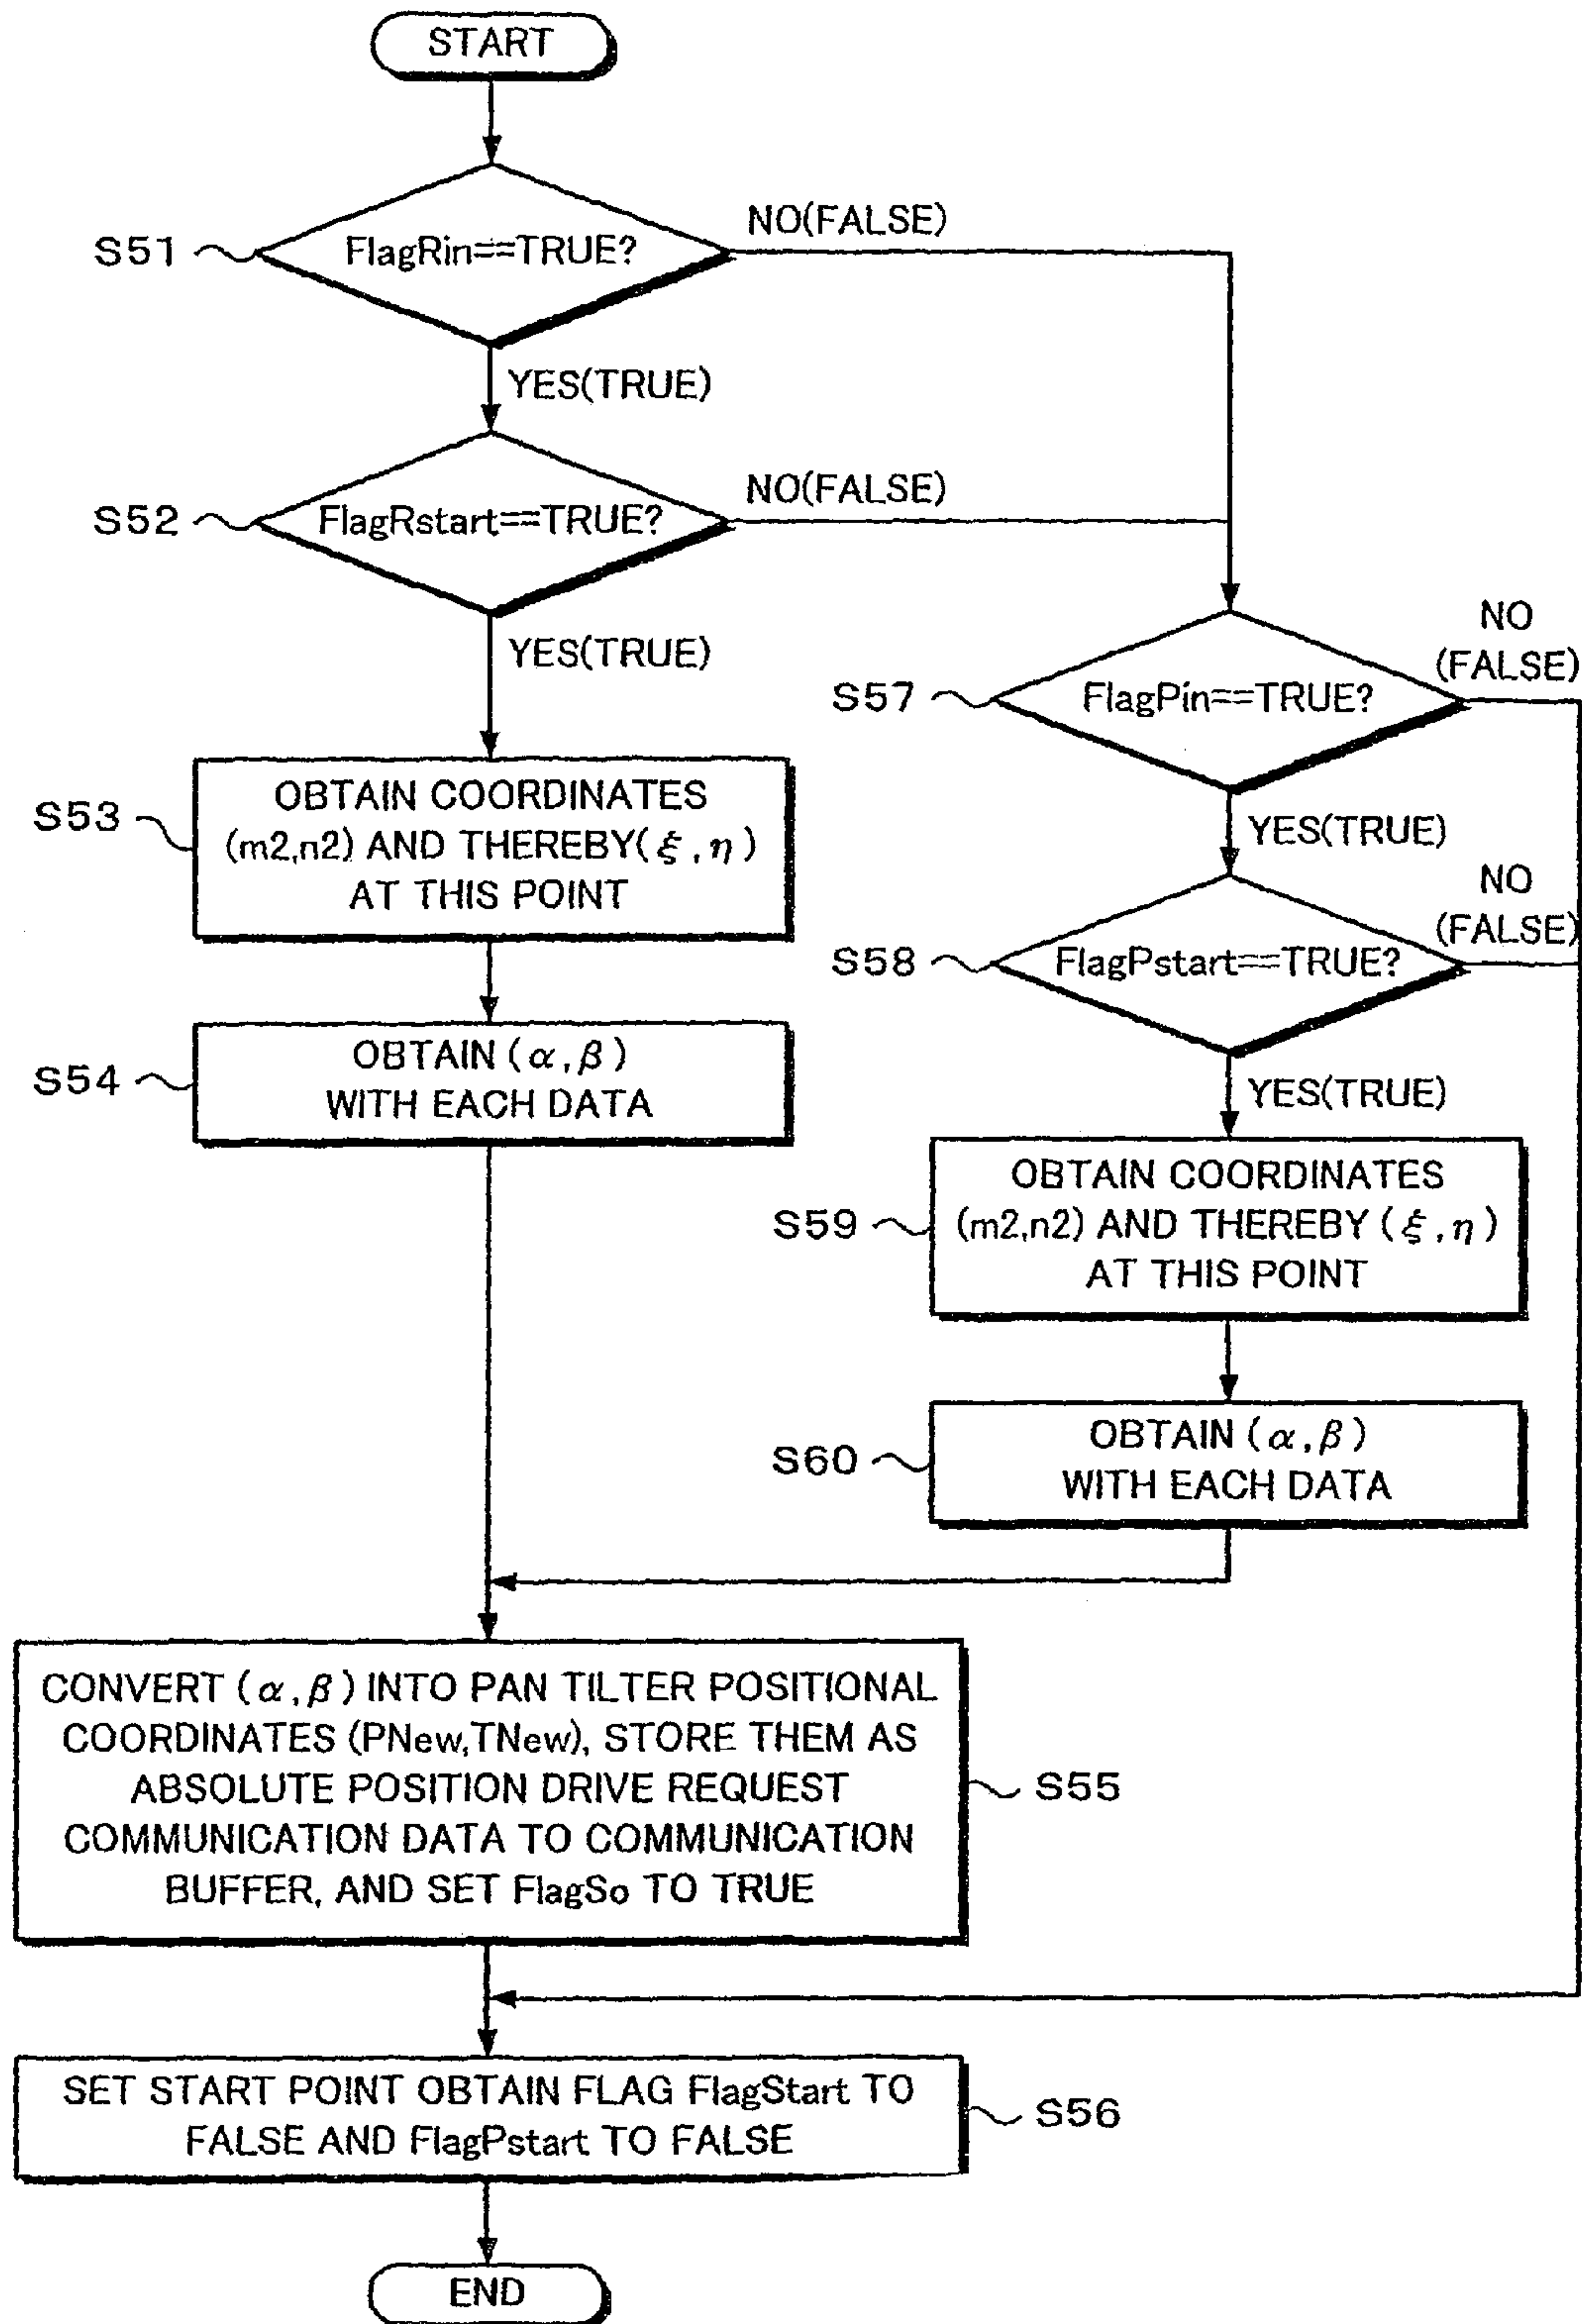 START
S51
FlagRin==TRUE?
NO(FALSE)
YES(TRUE)
S52
FlagRstart==TRUE?
NO(FALSE)
YES(TRUE)
S53
OBTAIN COORDINATES
(m2,n2) AND THEREBY(ξ,η)
AT THIS POINT
S54
OBTAIN (α,β)
WITH EACH DATA
S57
FlagPin==TRUE?
NO
(FALSE)
YES(TRUE)
S58
FlagPstart==TRUE?
NO
(FALSE)
YES(TRUE)
S59
OBTAIN COORDINATES
(m2,n2) AND THEREBY (ξ,η)
AT THIS POINT
S60
OBTAIN (α,β)
WITH EACH DATA
CONVERT (α,β) INTO PAN TILTER POSITIONAL
COORDINATES (PNew,TNew), STORE THEM AS
ABSOLUTE POSITION DRIVE REQUEST
COMMUNICATION DATA TO COMMUNICATION
BUFFER, AND SET FlagSo TO TRUE
S55
SET START POINT OBTAIN FLAG FlagStart TO
FALSE AND FlagPstart TO FALSE
S56
END